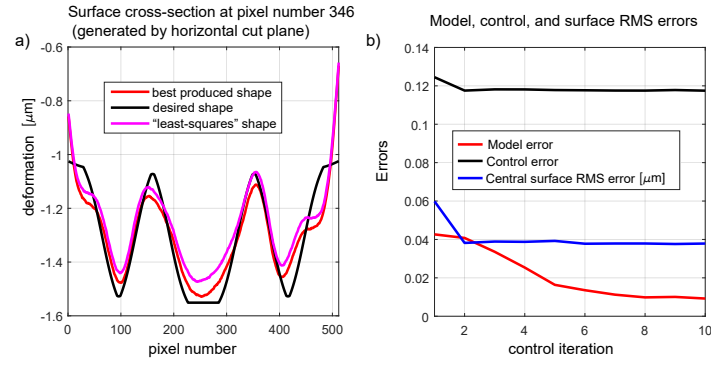 Surface cross-section at pixel number 346
a) (generated by horizontal cut plane)
-0.6
-0.8
-1
-1.2
-1.4
-1.6
deformation [μm]
best produced shape
desired shape
"least-squares" shape
0 100 200 300 400 500
pixel number
Model, control, and surface RMS errors
b)
0.14
0.12
0.1
0.08
0.06
0.04
0.02
0
Errors
Model error
Control error
Central surface RMS error [μm]
2 4 6 8 10
control iteration